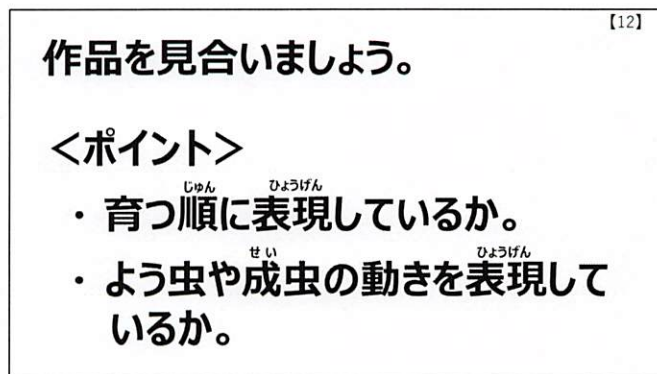 【12】
作品を見合いましょう。
＜ポイント＞
・育つ順に表現しているか。
・よう虫や成虫の動きを表現して
いるか。